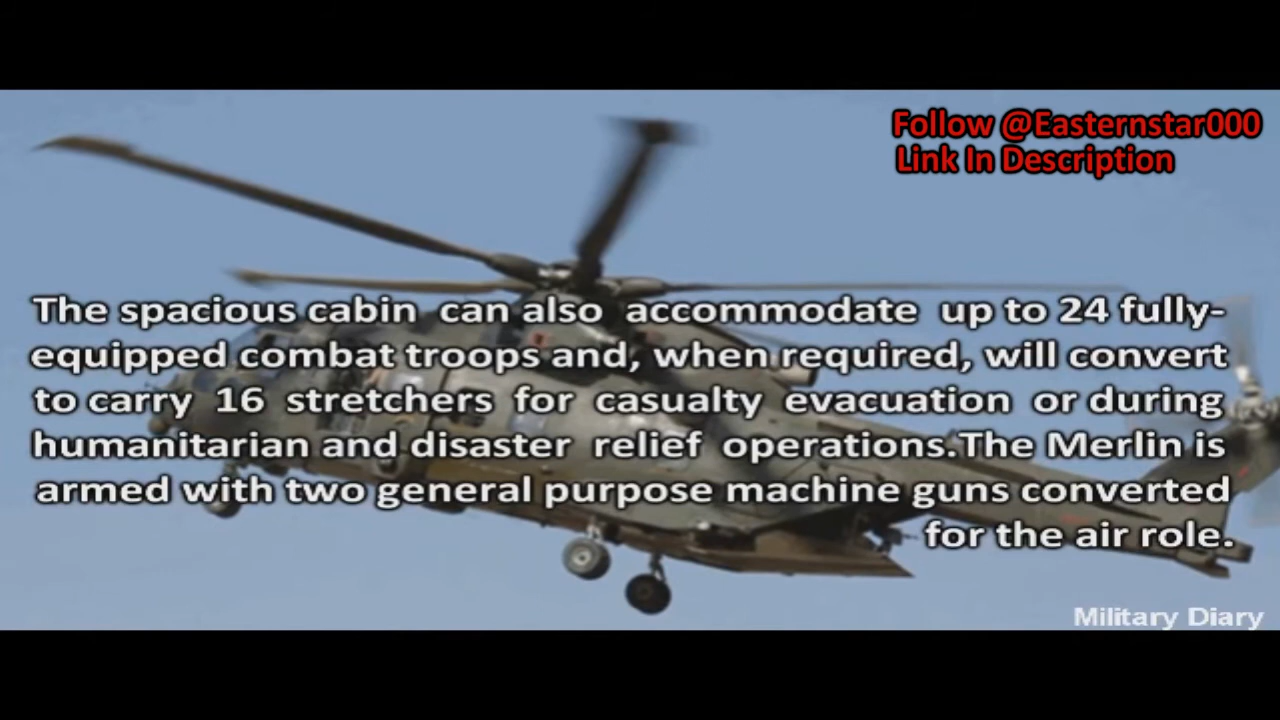 Follow @Easternstar000
Link In Description
The spacious cabin can also accommodate up to 24 fully-
equipped combat troops and, when required, will convert
to carry 16 stretchers for casualty evacuation or during
humanitarian and disaster relief operations.The Merlin is
armed with two general purpose machine guns converted
for the air role.
Military Diary